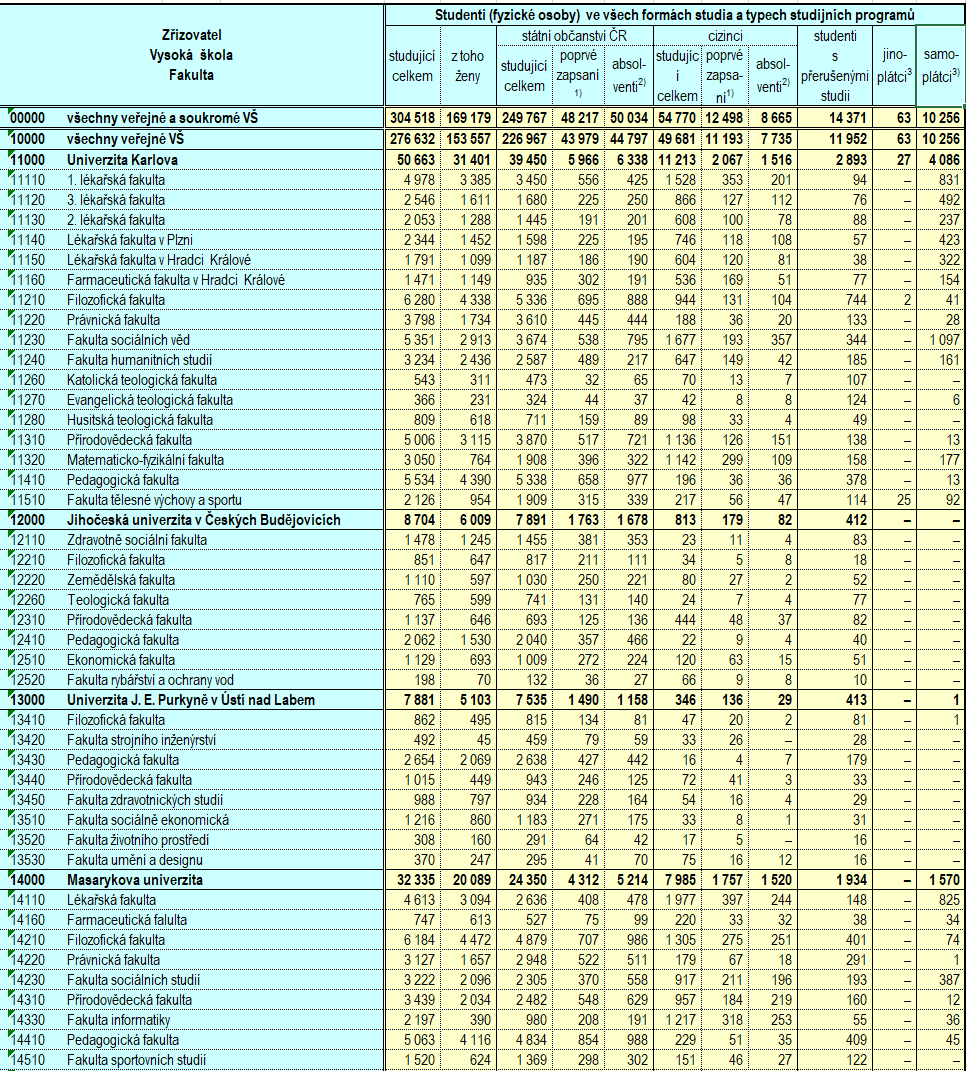 Zřizovatel
Vysoká škola
Fakulta
Studenti (fyzické osoby) ve všech formách studia a typech studijních programů
studující celkem
z toho ženy
státní občanství ČR
studující celkem
poprvé zapsaní 1)
absol-venti2)
cizinci
studujíc í celkem
poprvé zapsa-ní1)
absol-venti2)
studenti s přerušenými studii
jino-plátci3
samo-plátci3)
00000 všechny veřejné a soukromé VŠ 304 518 169 179 249 767 48 217 50 034 54 770 12 498 8 665 14 371 63 10 256
10000 všechny veřejné VŠ 276 632 153 557 226 967 43 979 44 797 49 681 11 193 7 735 11 952 63 10 256
11000 Univerzita Karlova 50 663 31 401 39 450 5 966 6 338 11 213 2 067 1 516 2 893 27 4 086
11110 1. lékařská fakulta 4 978 3 385 3 450 556 425 1 528 353 201 94 – 831
11120 3. lékařská fakulta 2 546 1 611 1 680 225 250 866 127 112 76 – 492
11130 2. lékařská fakulta 2 053 1 288 1 445 191 201 608 100 78 88 – 237
11140 Lékařská fakulta v Plzni 2 344 1 452 1 598 225 195 746 118 108 57 – 423
11150 Lékařská fakulta v Hradci Králové 1 791 1 099 1 187 186 190 604 120 81 38 – 322
11160 Farmaceutická fakulta v Hradci Králové 1 471 1 149 935 302 191 536 169 51 77 – 154
11210 Filozofická fakulta 6 280 4 338 5 336 695 888 944 131 104 744 2 41
11220 Právnická fakulta 3 798 1 734 3 610 445 444 188 36 20 133 – 28
11230 Fakulta sociálních věd 5 351 2 913 3 674 538 795 1 677 193 357 344 – 1 097
11240 Fakulta humanitních studií 3 234 2 436 2 587 489 217 647 149 42 185 – 161
11260 Katolická teologická fakulta 543 311 473 32 65 70 13 7 107 – –
11270 Evangelická teologická fakulta 366 231 324 44 37 42 8 8 124 – 6
11280 Husitská teologická fakulta 809 618 711 159 89 98 33 4 49 – –
11310 Přírodovědecká fakulta 5 006 3 115 3 870 517 721 1 136 126 151 138 – 13
11320 Matematicko-fyzikální fakulta 3 050 764 1 908 396 322 1 142 299 109 158 – 177
11410 Pedagogická fakulta 5 534 4 390 5 338 658 977 196 36 36 378 – 13
11510 Fakulta tělesné výchovy a sportu 2 126 954 1 909 315 339 217 56 47 114 25 92
12000 Jihočeská univerzita v Českých Budějovicích 8 704 6 009 7 891 1 763 1 678 813 179 82 412 – –
12110 Zdravotně sociální fakulta 1 478 1 245 1 455 381 353 23 11 4 83 – –
12210 Filozofická fakulta 851 647 817 211 111 34 5 8 18 – –
12220 Zemědělská fakulta 1 110 597 1 030 250 221 80 27 2 52 – –
12260 Teologická fakulta 765 599 741 131 140 24 7 4 77 – –
12310 Přírodovědecká fakulta 1 137 646 693 125 136 444 48 37 82 – –
12410 Pedagogická fakulta 2 062 1 530 2 040 357 466 22 9 4 40 – –
12510 Ekonomická fakulta 1 129 693 1 009 272 224 120 63 15 51 – –
12520 Fakulta rybářství a ochrany vod 198 70 132 36 27 66 9 8 10 – –
13000 Univerzita J. E. Purkyně v Ústí nad Labem 7 881 5 103 7 535 1 490 1 158 346 136 29 413 – 1
13410 Filozofická fakulta 862 495 815 134 81 47 20 2 81 – 1
13420 Fakulta strojního inženýrství 492 45 459 79 59 33 26 – 28 – –
13430 Pedagogická fakulta 2 654 2 069 2 638 427 442 16 4 7 179 – –
13440 Přírodovědecká fakulta 1 015 449 943 246 125 72 41 3 33 – –
13450 Fakulta zdravotnických studií 988 797 934 228 164 54 16 4 29 – –
13510 Fakulta sociálně ekonomická 1 216 860 1 183 271 175 33 8 1 31 – –
13520 Fakulta životního prostředí 308 160 291 64 42 17 5 – 16 – –
13530 Fakulta umění a designu 370 247 295 41 70 75 16 12 16 – –
14000 Masarykova univerzita 32 335 20 089 24 350 4 312 5 214 7 985 1 757 1 520 1 934 – 1 570
14110 Lékařská fakulta 4 613 3 094 2 636 408 478 1 977 397 244 148 – 825
14160 Farmaceutická falulta 747 613 527 75 99 220 33 32 38 – 34
14210 Filozofická fakulta 6 184 4 472 4 879 707 986 1 305 275 251 401 – 74
14220 Právnická fakulta 3 127 1 657 2 948 522 511 179 67 18 291 – 1
14230 Fakulta sociálních studií 3 222 2 096 2 305 370 558 917 211 196 193 – 387
14310 Přírodovědecká fakulta 3 439 2 034 2 482 548 629 957 184 219 160 – 12
14330 Fakulta informatiky 2 197 390 980 208 191 1 217 318 253 55 – 36
14410 Pedagogická fakulta 5 063 4 116 4 834 854 988 229 51 35 409 – 45
14510 Fakulta sportovních studií 1 520 624 1 369 298 302 151 46 27 122 – –